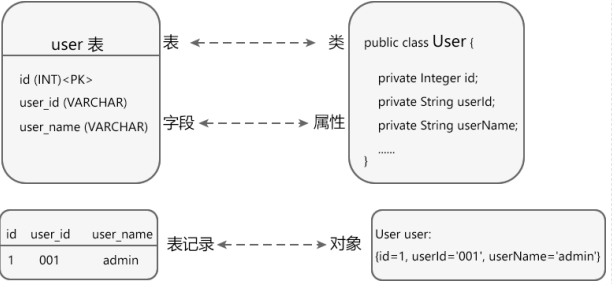 user 表
id (INT)<PK>
user_id (VARCHAR)
user_name (VARCHAR)
表
类
字段
属性
public class User {
private Integer id;
private String userId;
private String userName;
......
}
id user_id user_name
1 001 admin
表记录
对象
User user:
{id=1, userId='001', userName='admin'}